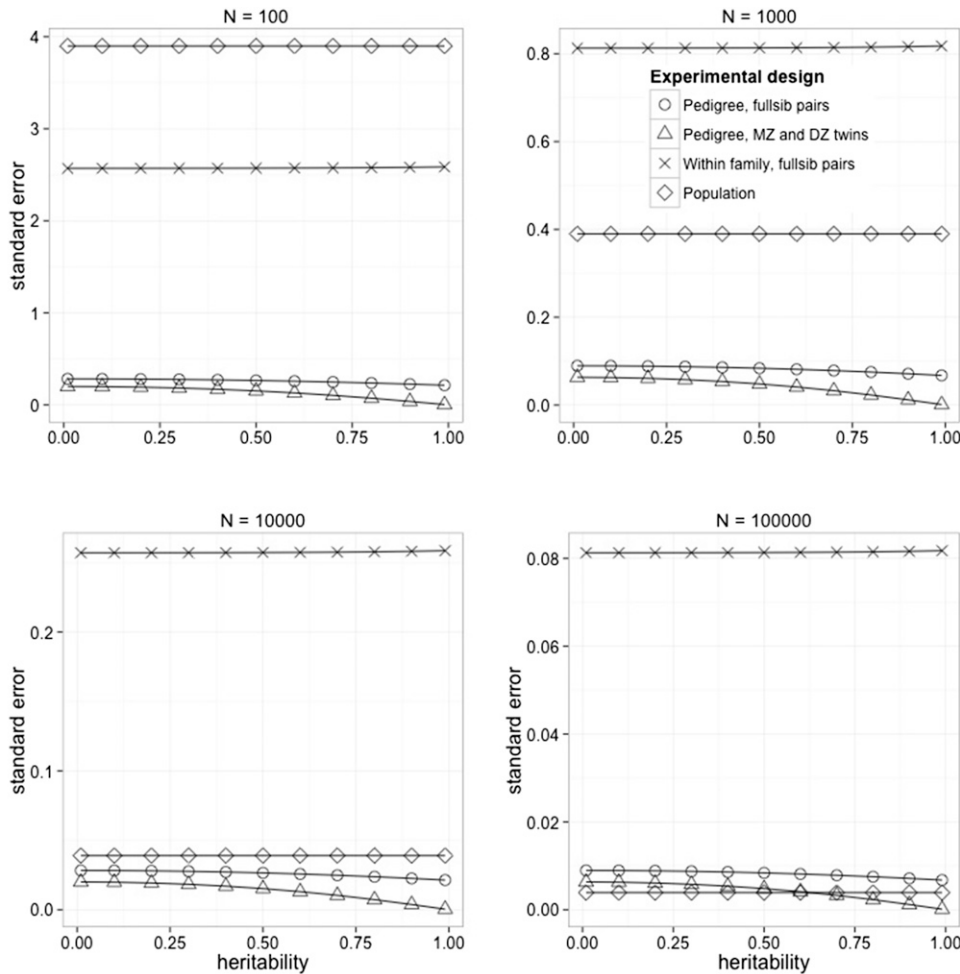 N = 100
4
3
2
1
0
standard error
0.00 0.25 0.50 0.75 1.00
N = 1000
0.8
0.6
0.4
0.2
0.0
Experimental design
Pedigree, fullsib pairs
Pedigree, MZ and DZ twins
Within family, fullsib pairs
Population
0.00 0.25 0.50 0.75 1.00
N = 10000
0.2
0.1
0.0
standard error
0.00 0.25 0.50 0.75 1.00
heritability
N = 100000
0.08
0.06
0.04
0.02
0.00
standard error
0.00 0.25 0.50 0.75 1.00
heritability